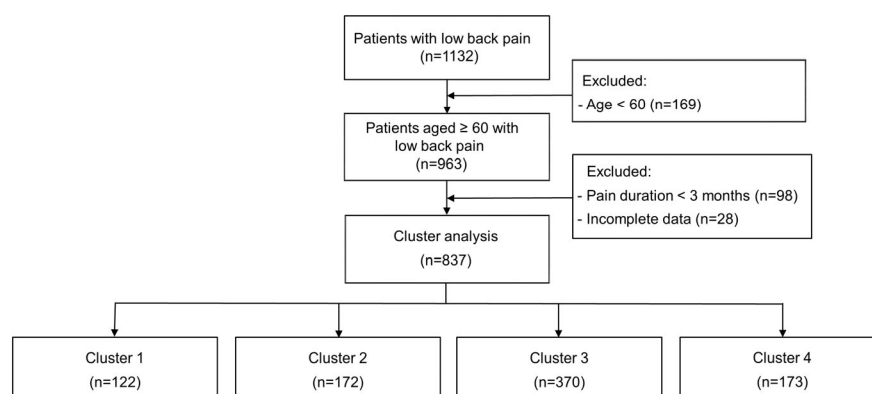 Patients with low back pain
(n=1132)
Excluded:
- Age < 60 (n=169)
Patients aged ≥ 60 with
low back pain
(n=963)
Excluded:
- Pain duration < 3 months (n=98)
- Incomplete data (n=28)
Cluster analysis
(n=837)
Cluster 1
(n=122)
Cluster 2
(n=172)
Cluster 3
(n=370)
Cluster 4
(n=173)